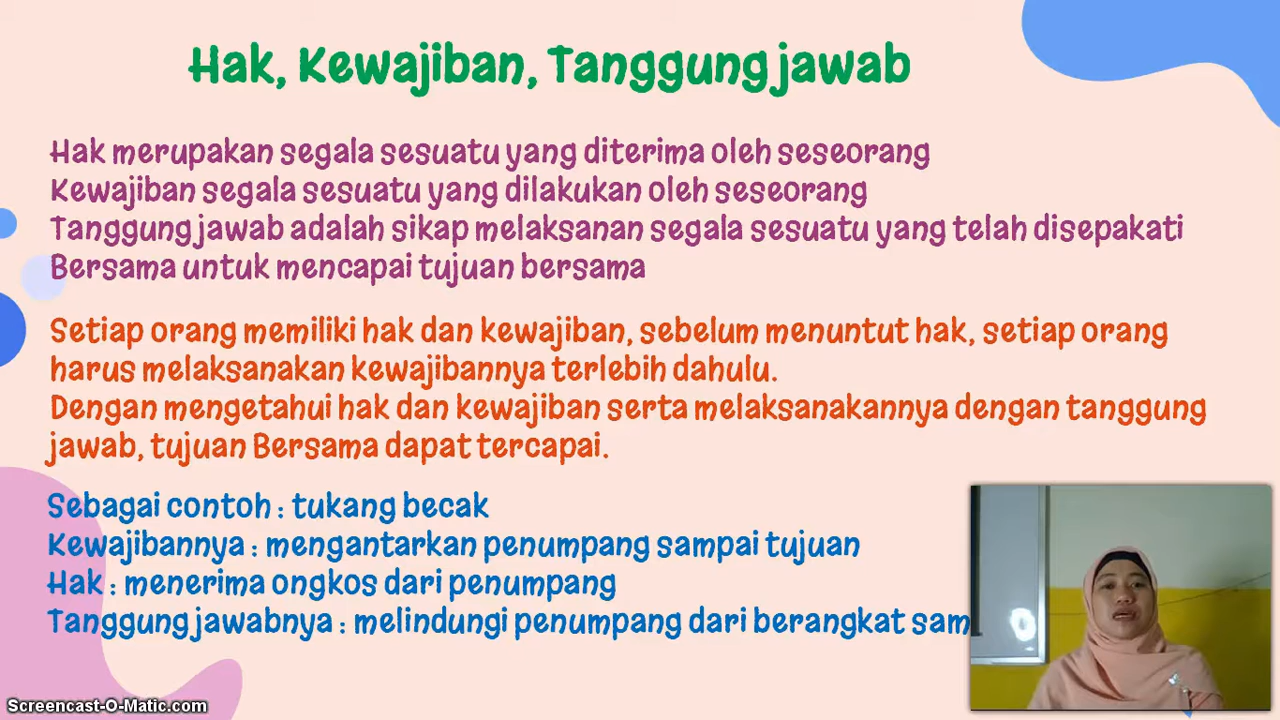 Hak, Kewajiban, Tanggung jawab
Hak merupakan segala sesuatu yang diterima oleh seseorang
Kewajiban segala sesuatu yang dilakukan oleh seseorang
Tanggung jawab adalah sikap melaksanan segala sesuatu yang telah disepakati
Bersama untuk mencapai tujuan bersama
Setiap orang memiliki hak dan kewajiban, sebelum menuntut hak, setiap orang
harus melaksanakan kewajibannya terlebih dahulu.
Dengan mengetahui hak dan kewajiban serta melaksanakannya dengan tanggung
jawab, tujuan Bersama dapat tercapai.
Sebagai contoh : tukang becak
Kewajibannya : mengantarkan penumpang sampai tujuan
Hak : menerima ongkos dari penumpang
Tanggung jawabnya : melindungi penumpang dari berangkat sam
Screencast-O-Matic.com